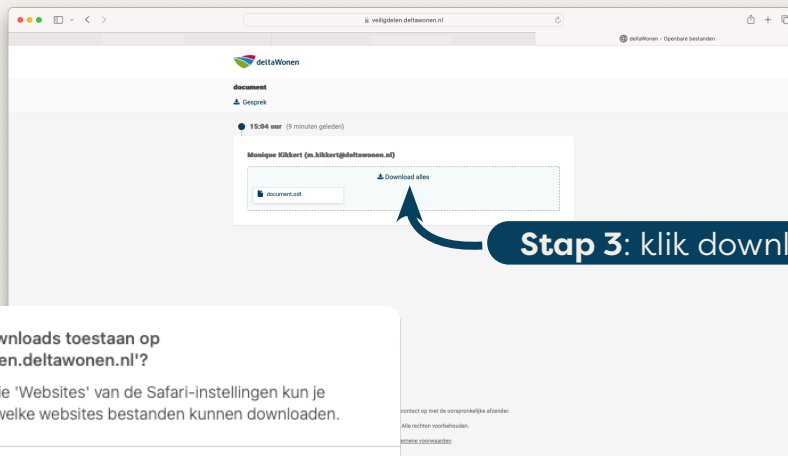 veiligdelen.deltawonen.nl
deltaWonen - Openbare bestanden
deltaWonen
document
Gesprek
15:04 uur (9 minuten geleden)
Monique Kikkert (m.kikkert@deltawonen.nl)
Download alles
document.odt
Stap 3: klik downl
wnloads toestaan op
en.deltawonen.nl'?
ie 'Websites' van de Safari-instellingen kun je
welke websites bestanden kunnen downloaden.
contact op met de oorspronkelijke afzender.
Alle rechten voorbehouden.
emene voorwaarden